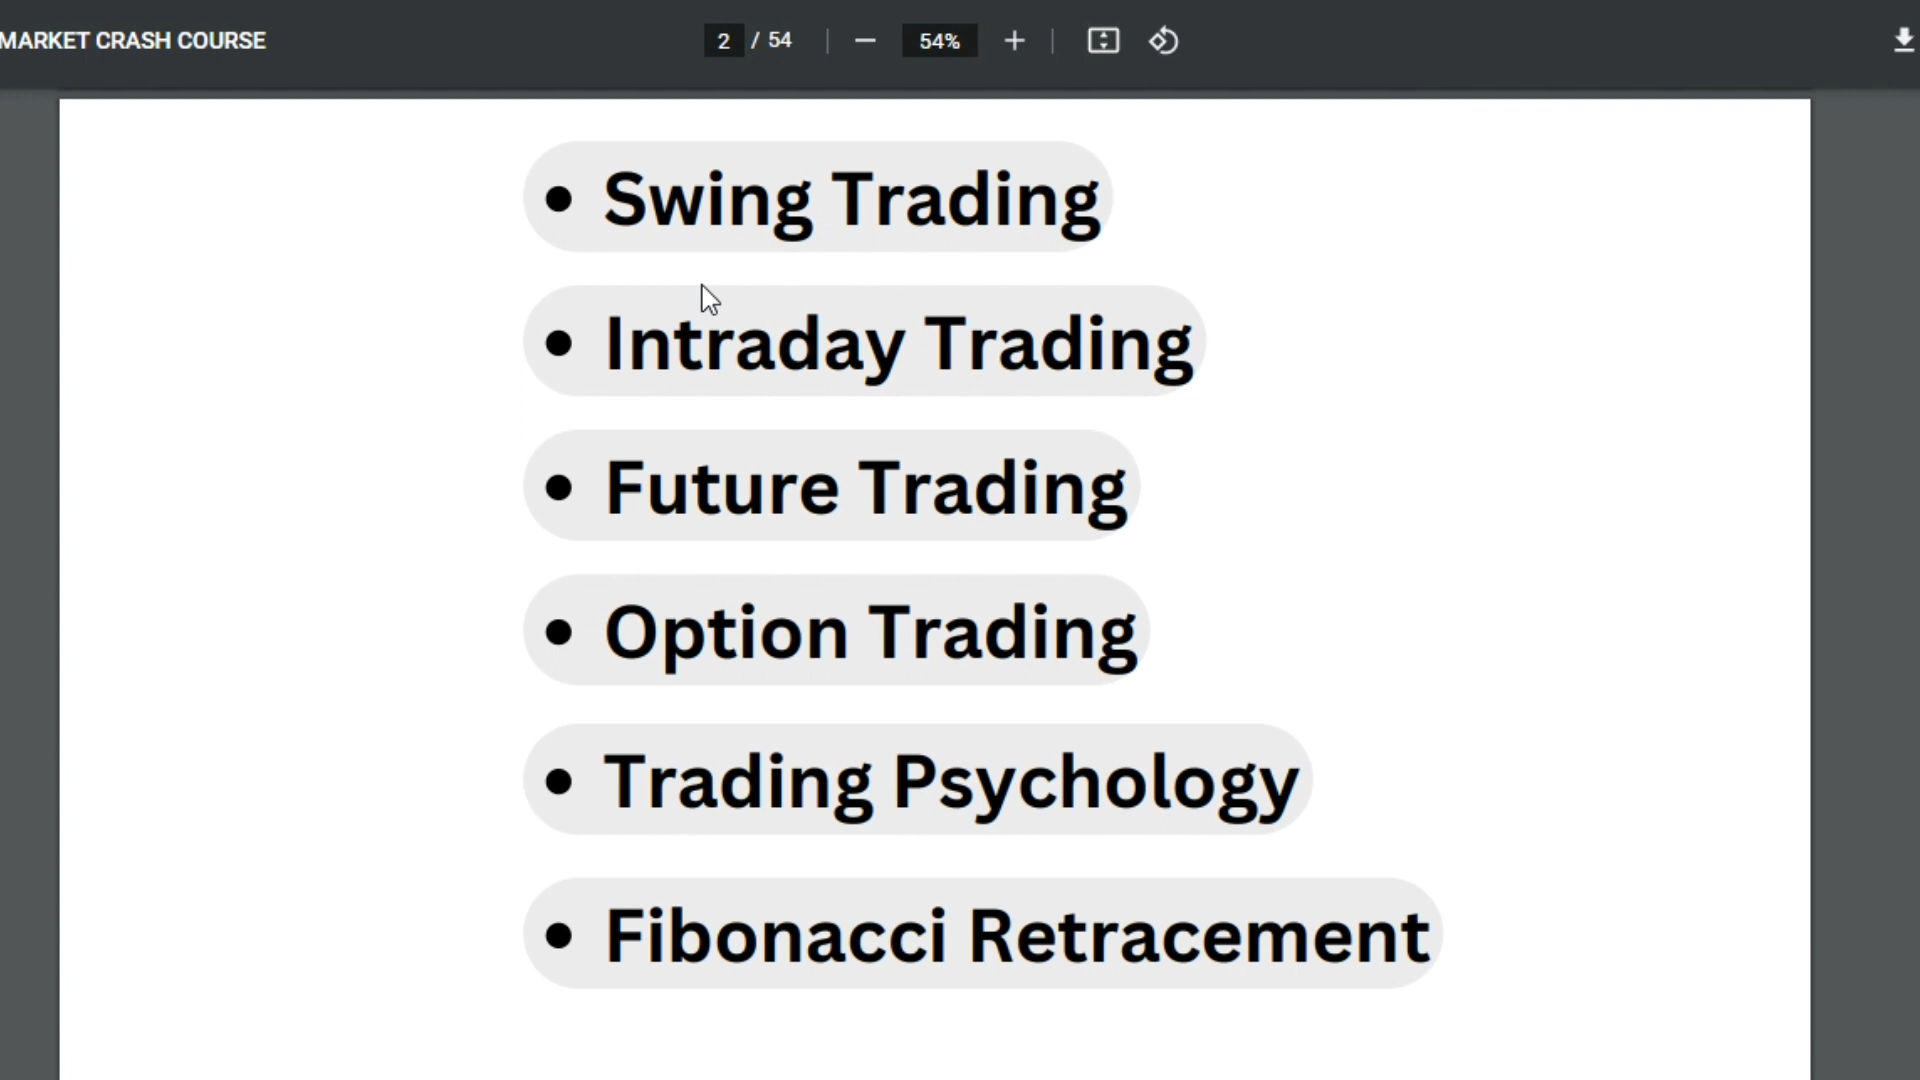 MARKET CRASH COURSE
2 / 54
54%
• Swing Trading
• Intraday Trading
• Future Trading
• Option Trading
• Trading Psychology
• Fibonacci Retracement